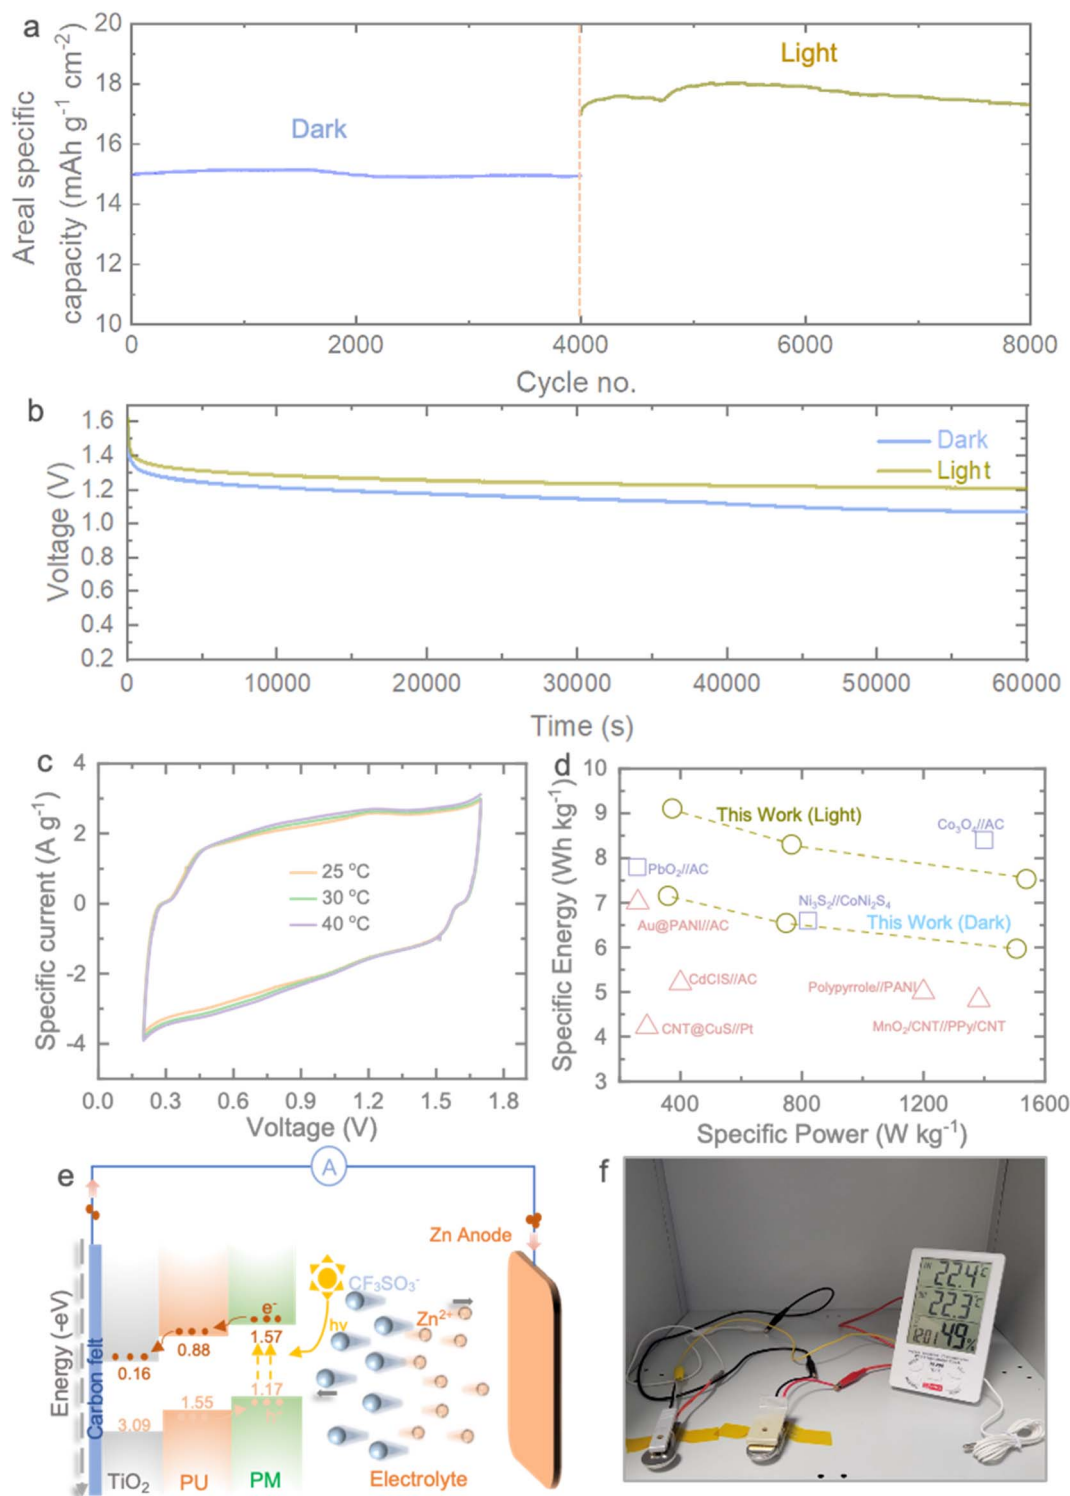 a
20
18
16
14
12
10
Areal specific
capacity (mAh g⁻¹ cm⁻²)
Dark
Light
0
2000
4000
6000
8000
Cycle no.
b
1.6
1.4
1.2
1.0
0.8
0.6
0.4
0.2
Voltage (V)
Dark
Light
0
10000
20000
30000
40000
50000
60000
Time (s)
c
4
2
0
-2
-4
Specific current (A g⁻¹)
25 °C
30 °C
40 °C
0.0
0.3
0.6
0.9
1.2
1.5
1.8
Voltage (V)
d
10
9
8
7
6
5
4
3
Specific Energy (Wh kg⁻¹)
This Work (Light)
Co₃O₄//AC
PbO₂//AC
Ni₃S₂//CoNi₂S₄
This Work (Dark)
Au@PANI//AC
CdCIS//AC
Polypyrrole//PANI
CNT@CuS//Pt
MnO₂/CNT//PPy/CNT
400
800
1200
1600
Specific Power (W kg⁻¹)
e
A
Zn Anode
Energy (-eV)
Carbon felt
e⁻
CF₃SO₃⁻
Zn²⁺
hν
1.57
0.88
0.16
1.17
1.55
3.09
TiO₂
PU
PM
Electrolyte
f
22.4
22.3
49%